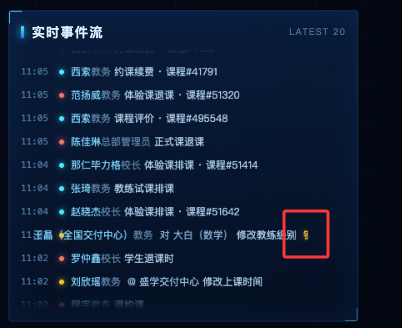 实时事件流
LATEST 20
11:05 西索教务 约课续费 · 课程#41791
11:05 范扬威教务 体验课退课 · 课程#51320
11:05 西索教务 课程评价 · 课程#495548
11:05 陈佳琳总部管理员 正式课退课
11:04 那仁毕力格校长 体验课排课 · 课程#51414
11:04 张琦教务 教练试课排课
11:04 赵晓杰校长 体验课排课 · 课程#51642
11 王晶（全国交付中心）教务 对 大白（数学） 修改教练级别
11:02 罗仲鑫校长 学生退课时
11:02 刘欣瑶教务 @ 盛学交付中心 修改上课时间